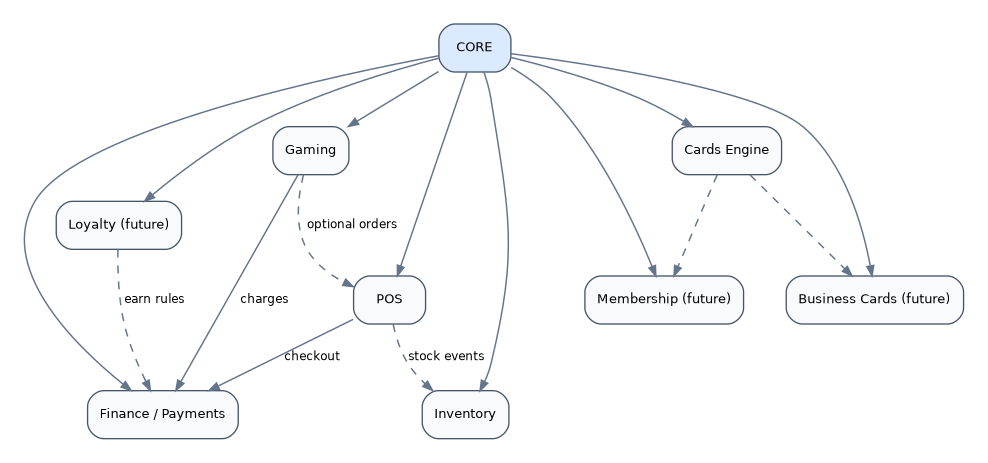 CORE
Gaming
Cards Engine
Loyalty (future)
optional orders
earn rules
charges
POS
Membership (future)
Business Cards (future)
checkout
stock events
Finance / Payments
Inventory